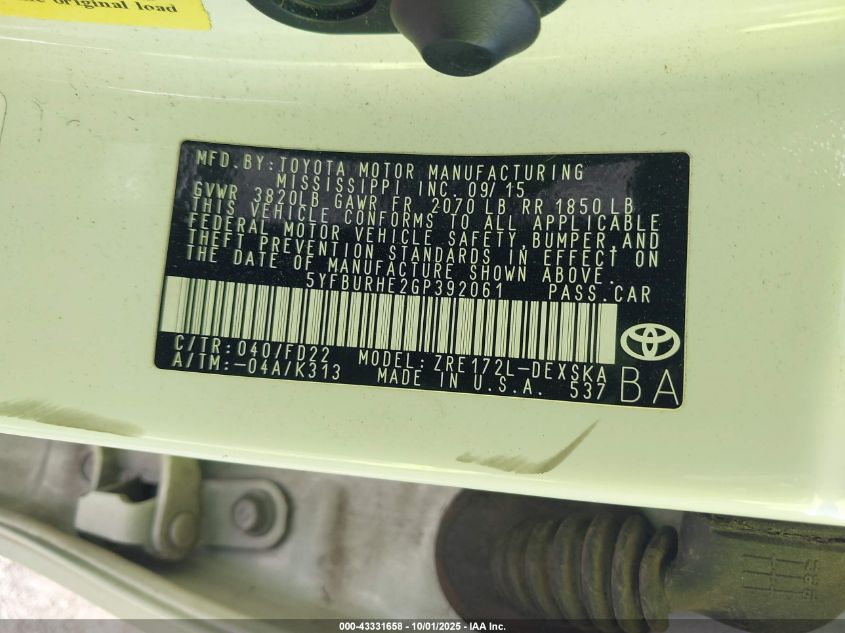 original load
MFD. BY: TOYOTA MOTOR MANUFACTURING
MISSISSIPPI INC. 09/15
GVWR 3820LB GAWR FR 2070 LB RR 1850 LB
THIS VEHICLE CONFORMS TO ALL APPLICABLE
FEDERAL MOTOR VEHICLE SAFETY, BUMPER, AND
THEFT PREVENTION STANDARDS IN EFFECT ON
THE DATE OF MANUFACTURE SHOWN ABOVE.
5YFBURHE2GP392061 PASS. CAR
C/TR: 040/FD22 MODEL: ZRE172L-DEXSKA
A/TM: -04A/K313 MADE IN U.S.A. 537 BA
000-43331658 - 10/01/2025 - IAA Inc.